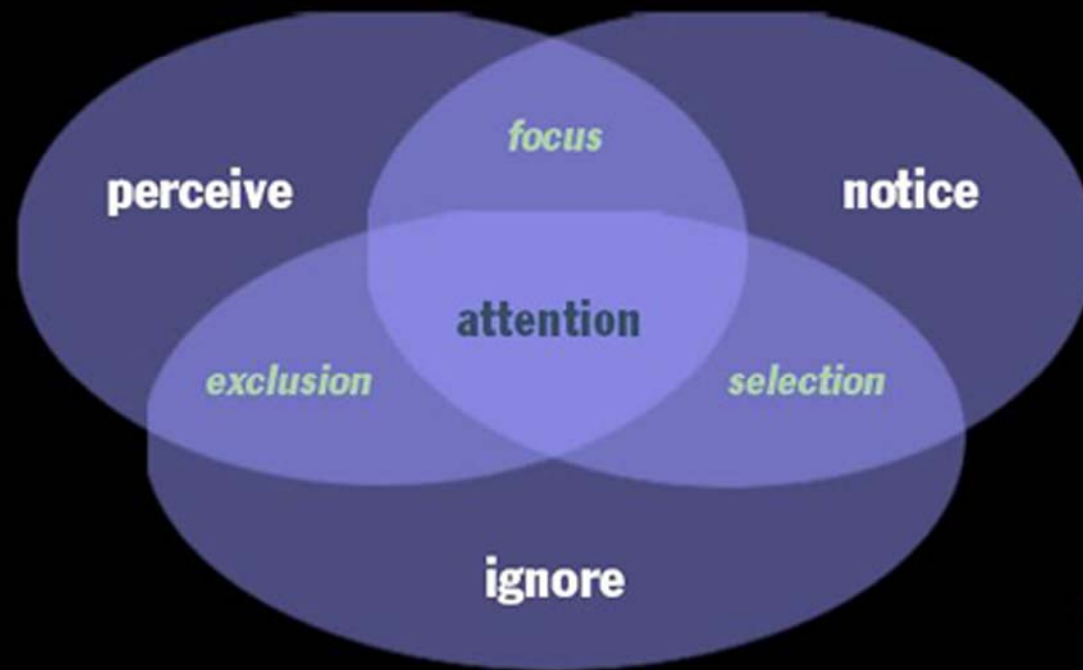 focus
perceive
notice
attention
exclusion
selection
ignore